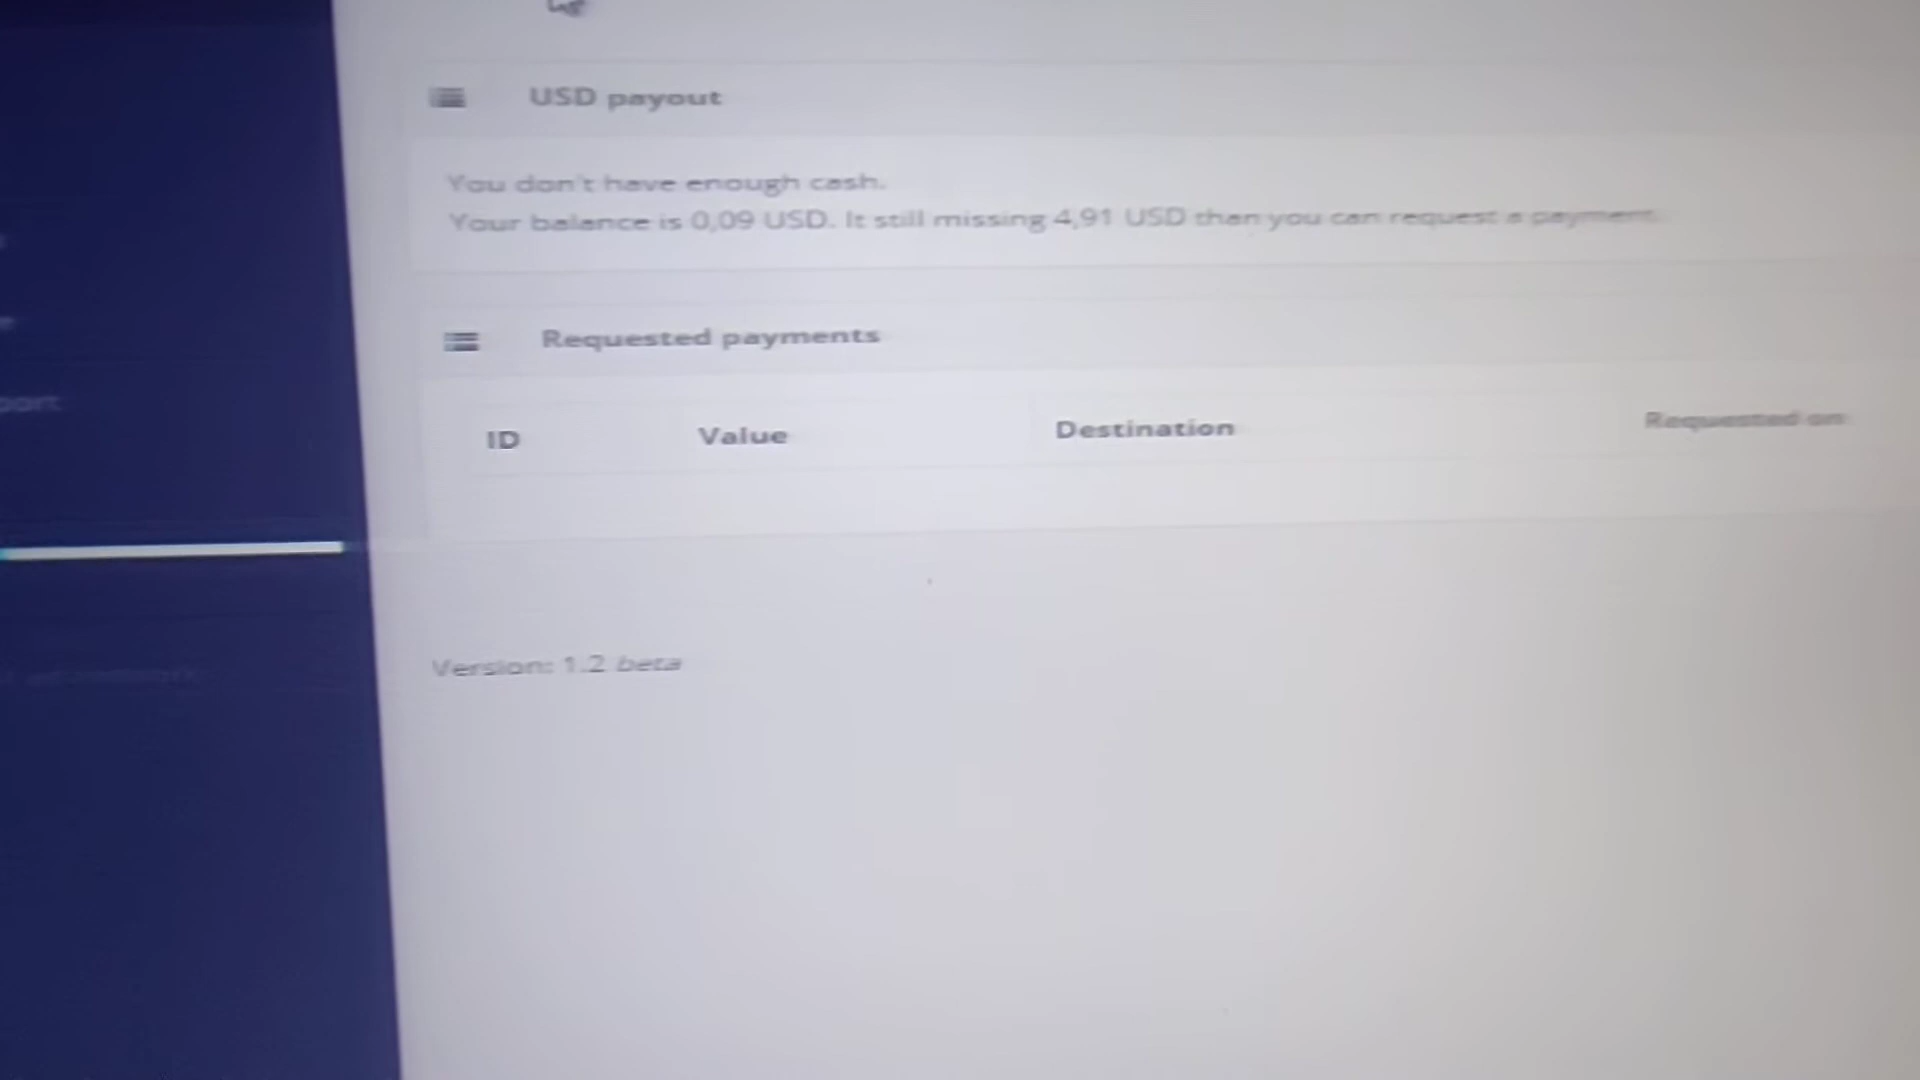 USD payout
You don't have enough cash.
Your balance is 0,09 USD. It still missing 4,91 USD than you can request a payment.
Requested payments
ID Value Destination Requested on
Version: 1.2 beta